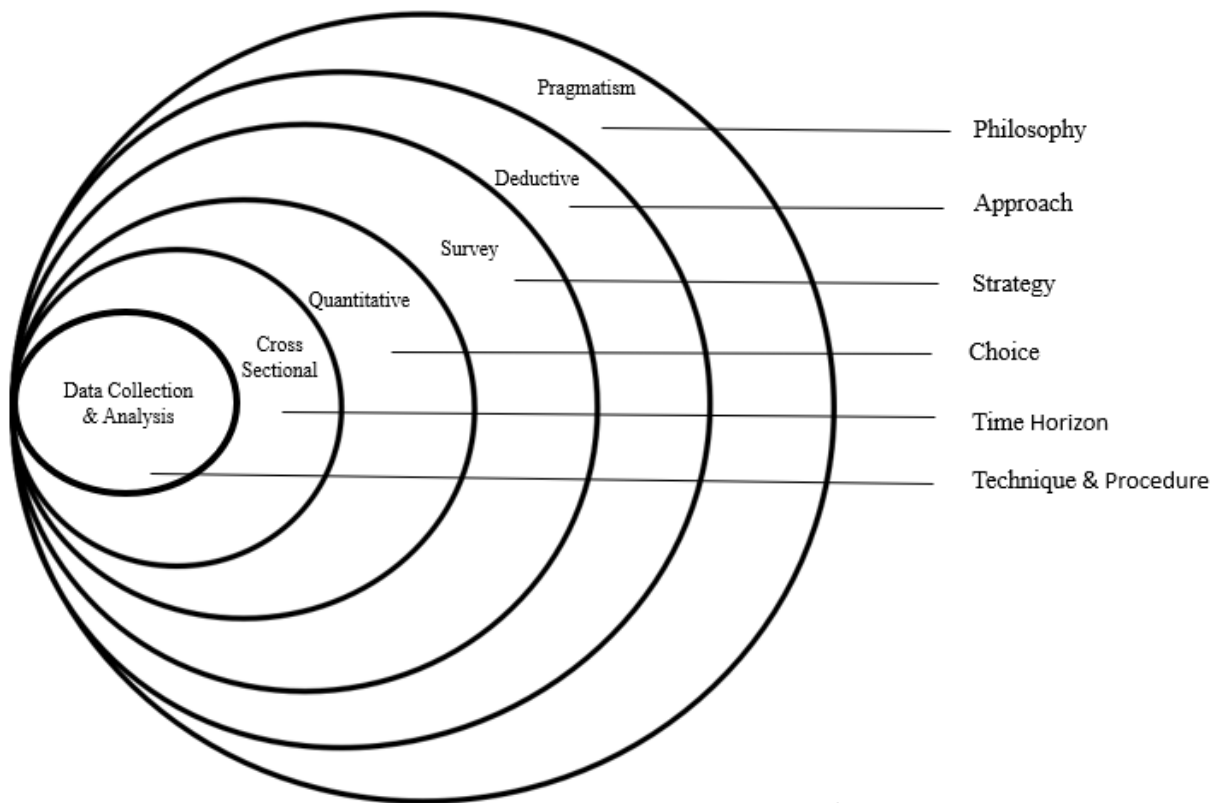 Pragmatism
Philosophy
Deductive
Approach
Survey
Strategy
Quantitative
Choice
Cross
Sectional
Time Horizon
Data Collection
& Analysis
Technique & Procedure